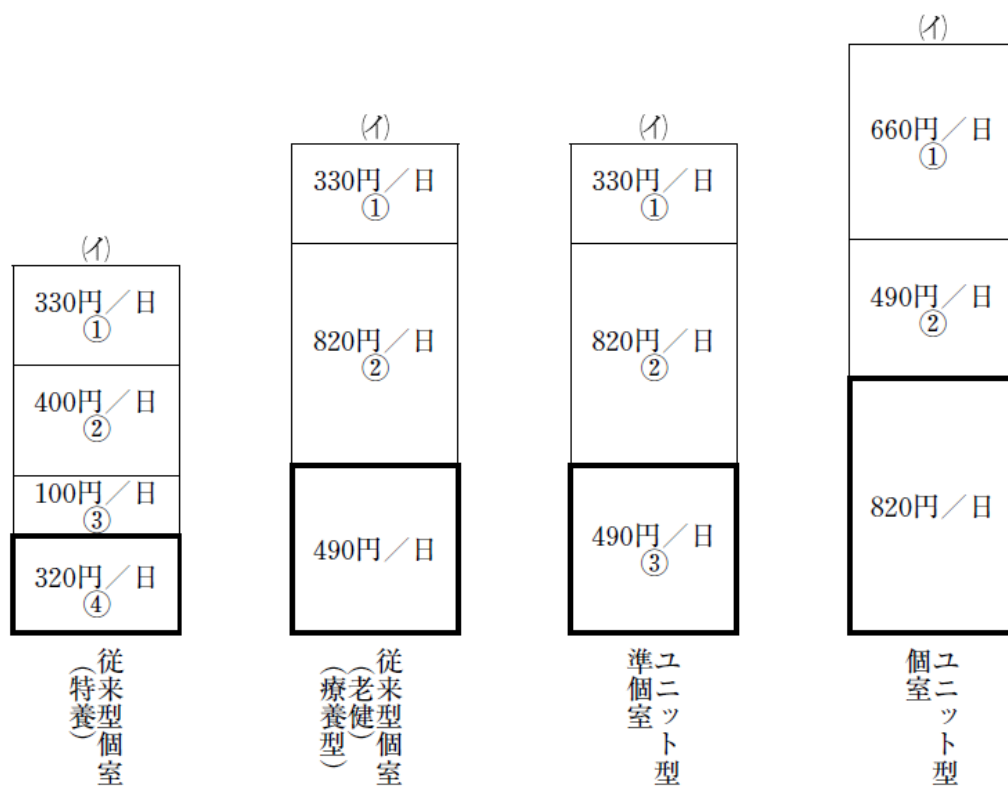 (イ)
330円／日
①
400円／日
②
100円／日
③
320円／日
④
従来型個室
(特養)
(イ)
330円／日
①
820円／日
②
490円／日
従来型個室
(老健)
(療養型)
(イ)
330円／日
①
820円／日
②
490円／日
③
ユニット型
準個室
(イ)
660円／日
①
490円／日
②
820円／日
ユニット型
個室